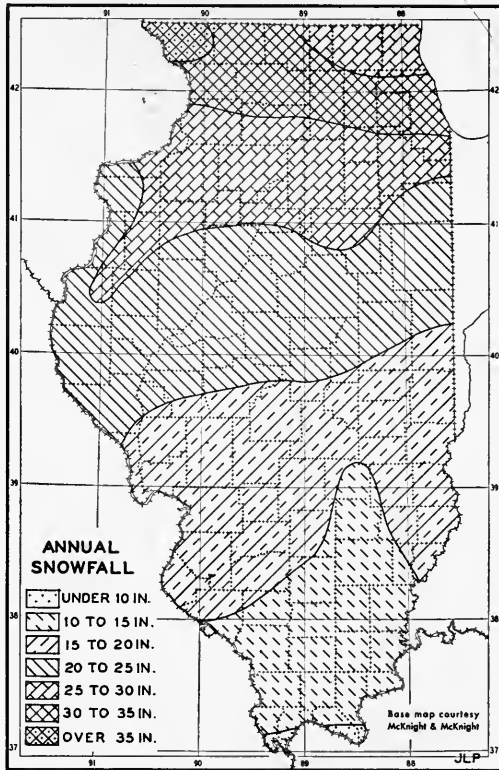 91 90 89 88
42 42
41 41
40 40
39 39
38 38
37 37
ANNUAL
SNOWFALL
UNDER 10 IN.
10 TO 15 IN.
15 TO 20 IN.
20 TO 25 IN.
25 TO 30 IN.
30 TO 35 IN.
OVER 35 IN.
Base map courtesy
McKnight & McKnight
JLP
91 90 89 88